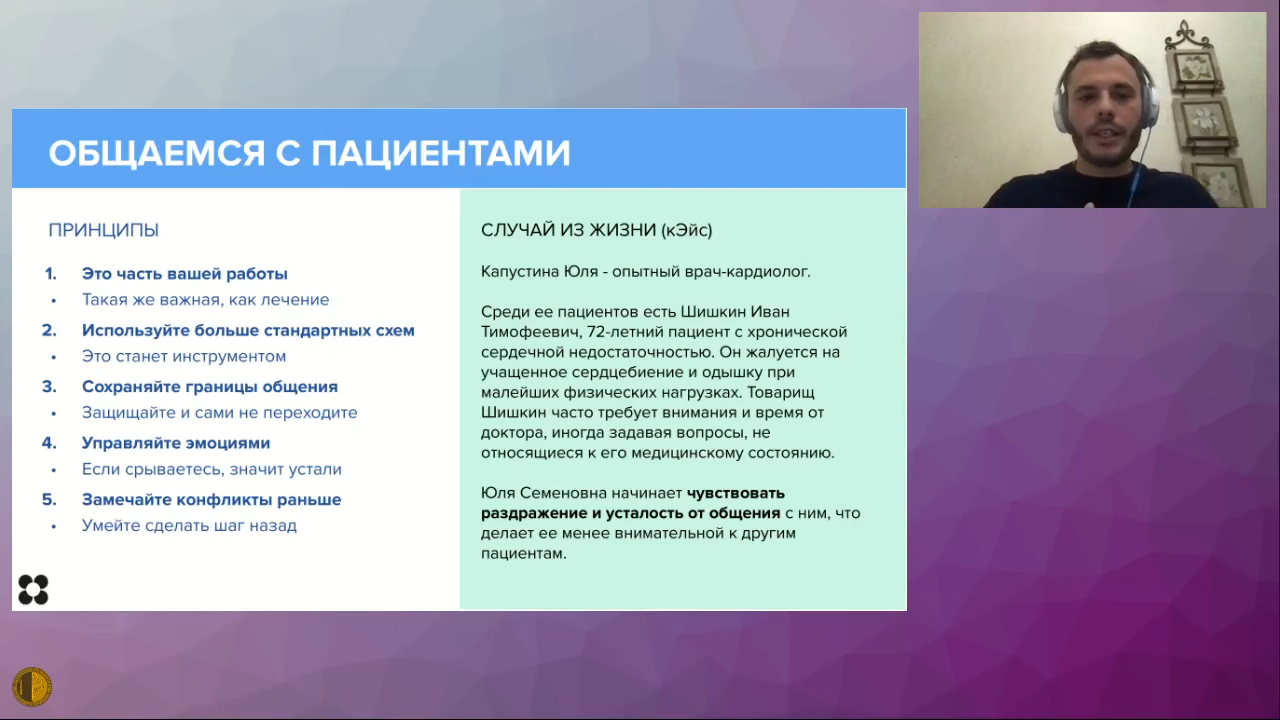 ОБЩАЕМСЯ С ПАЦИЕНТАМИ
ПРИНЦИПЫ
1. Это часть вашей работы
• Такая же важная, как лечение
2. Используйте больше стандартных схем
• Это станет инструментом
3. Сохраняйте границы общения
• Защищайте и сами не переходите
4. Управляйте эмоциями
• Если срываетесь, значит устали
5. Замечайте конфликты раньше
• Умейте сделать шаг назад
СЛУЧАЙ ИЗ ЖИЗНИ (кЭйс)
Капустина Юля - опытный врач-кардиолог.
Среди ее пациентов есть Шишкин Иван
Тимофеевич, 72-летний пациент с хронической
сердечной недостаточностью. Он жалуется на
учащенное сердцебиение и одышку при
малейших физических нагрузках. Товарищ
Шишкин часто требует внимания и время от
доктора, иногда задавая вопросы, не
относящиеся к его медицинскому состоянию.
Юля Семеновна начинает чувствовать
раздражение и усталость от общения с ним, что
делает ее менее внимательной к другим
пациентам.